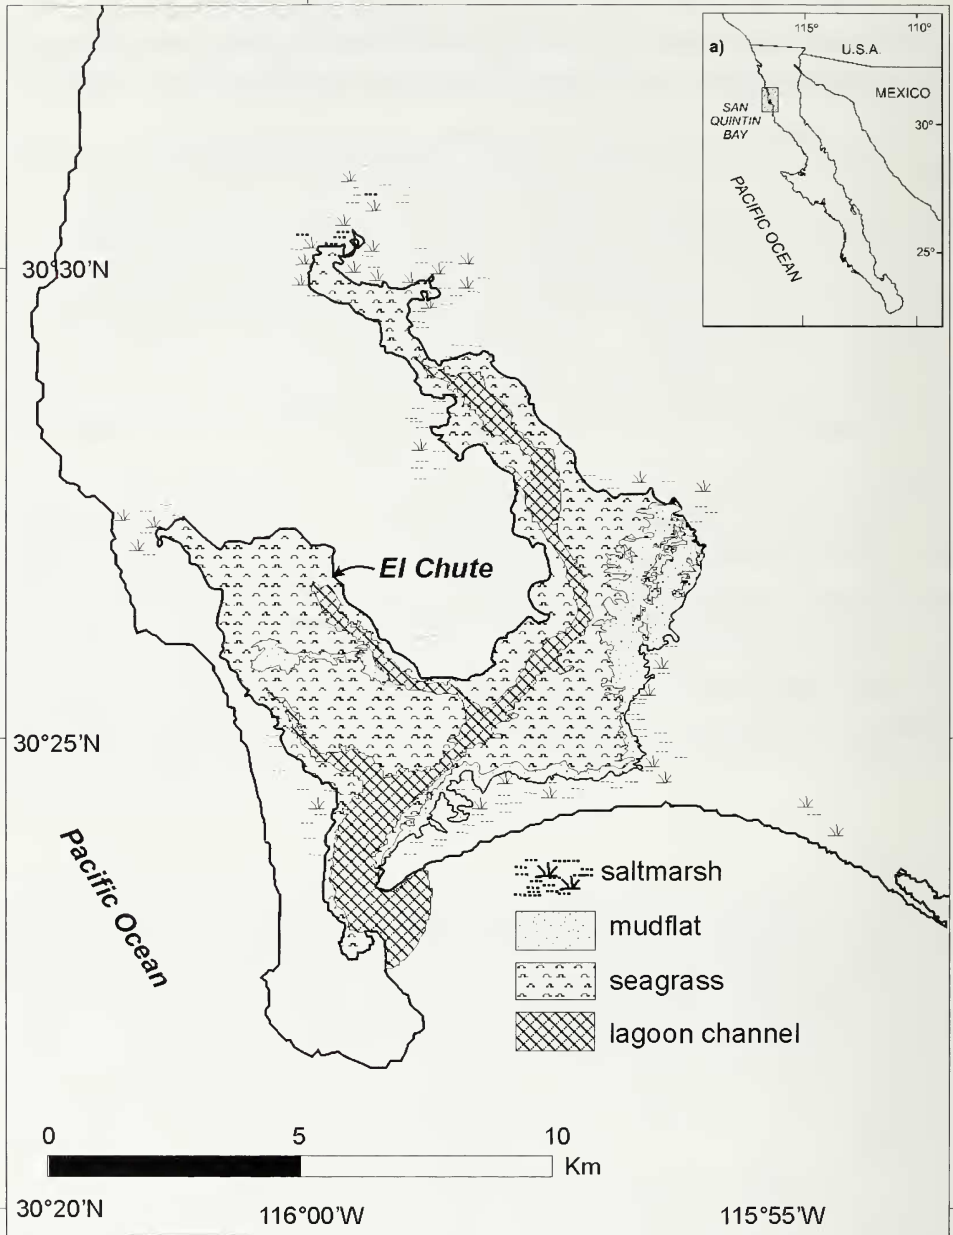 a)
115°
110°
U.S.A.
MEXICO
SAN
QUINTIN
BAY
30°
PACIFIC OCEAN
25°
30°30'N
El Chute
30°25'N
Pacific Ocean
saltmarsh
mudflat
seagrass
lagoon channel
0 5 10
Km
30°20'N
116°00'W
115°55'W